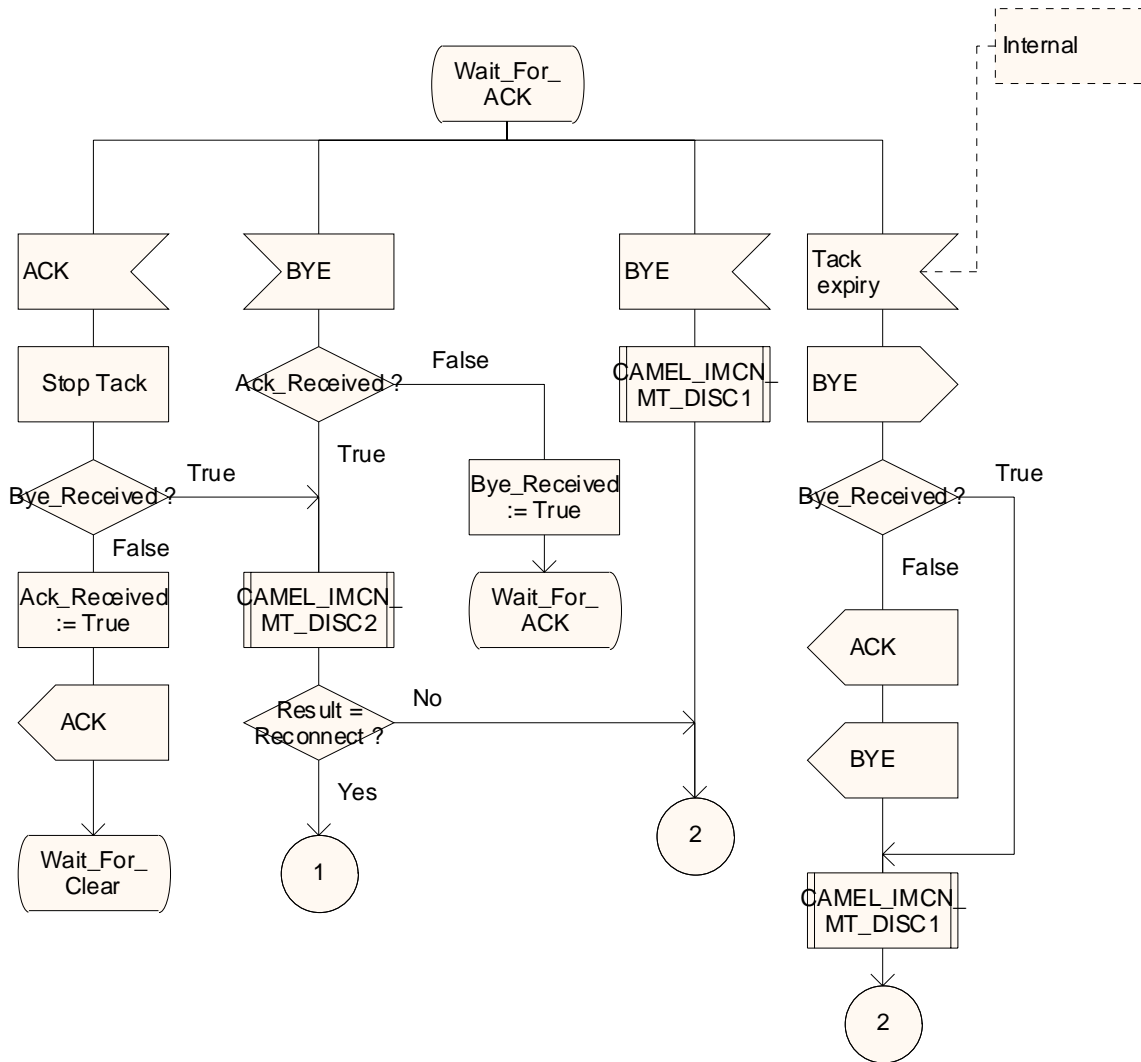 Internal
Wait_For_
ACK
ACK
BYE
BYE
Tack
expiry
Stop Tack
Ack_Received ?
False
CAMEL_IMCN_
MT_DISC1
BYE
True
True
True
Bye_Received ?
Bye_Received
:= True
Bye_Received ?
False
False
Ack_Received
:= True
CAMEL_IMCN_
MT_DISC2
Wait_For_
ACK
ACK
ACK
Result =
Reconnect ?
No
BYE
Yes
2
Wait_For_
Clear
1
CAMEL_IMCN_
MT_DISC1
2